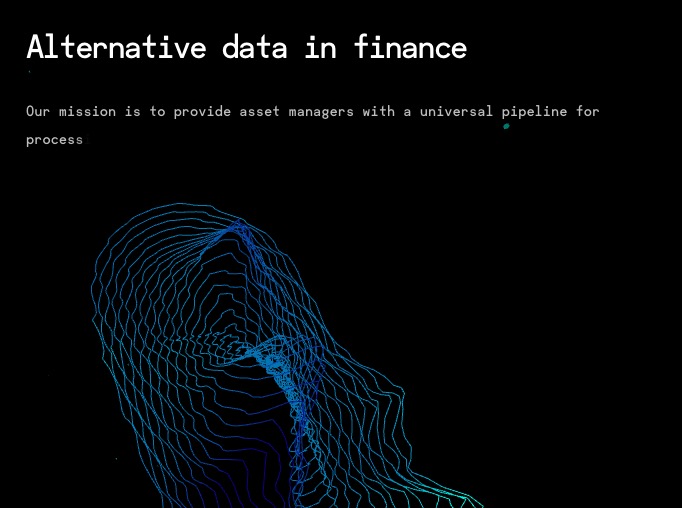 Alternative data in finance
Our mission is to provide asset managers with a universal pipeline for
process